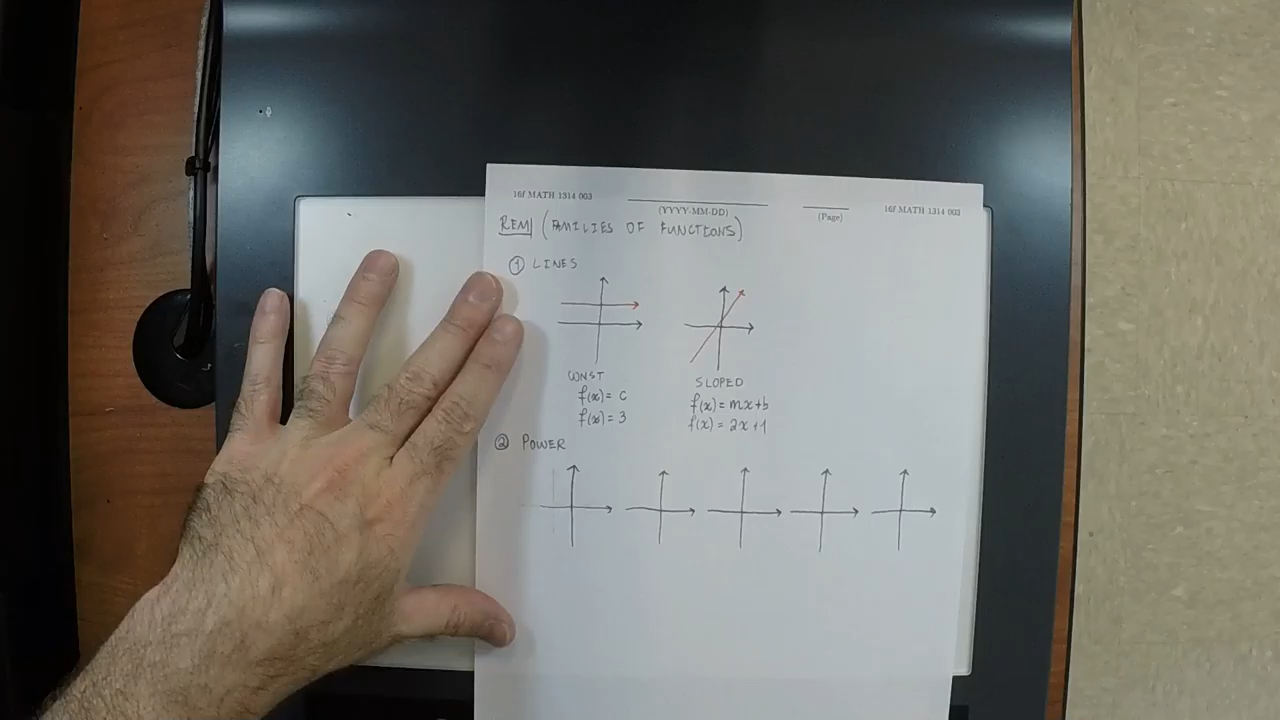 16f MATH 1314 003 (YYYY-MM-DD) (Page) 16f MATH 1314 003
REM (FAMILIES OF FUNCTIONS)
① LINES
CONST SLOPED
f(x) = c f(x) = mx+b
f(x) = 3 f(x) = 2x+1
② POWER